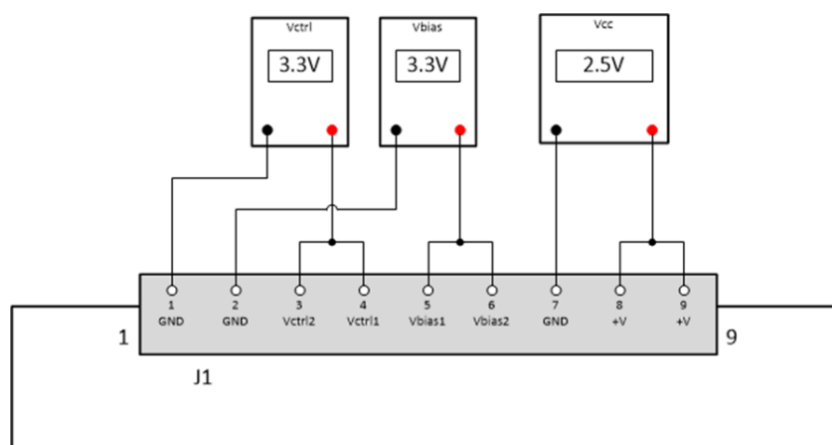 Vctrl
Vbias
Vcc
3.3V
3.3V
2.5V
1 2 3 4 5 6 7 8 9
GND GND Vctrl2 Vctrl1 Vbias1 Vbias2 GND +V +V
1
9
J1